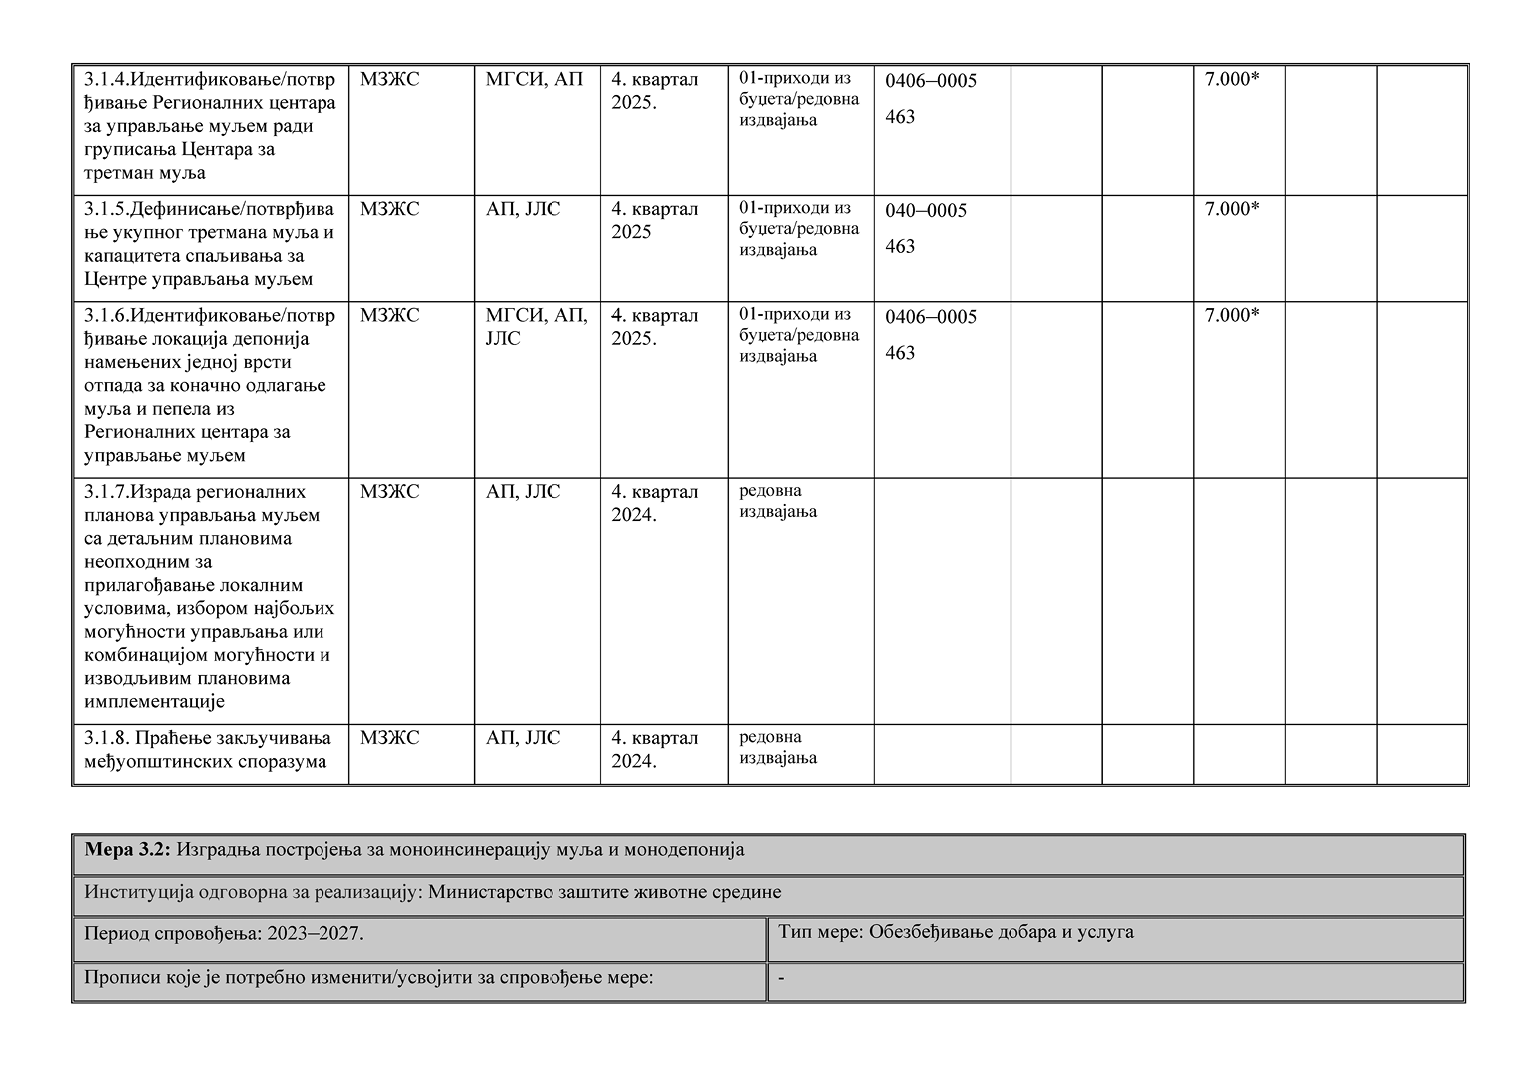 3.1.4.Идентификовање/потвр
ђивање Регионалних центара
за управљање муљем ради
груписања Центара за
третман муља
МЗЖС
МГСИ, АП
4. квартал
2025.
01-приходи из
буџета/редовна
издвајања
0406–0005
463
7.000*
3.1.5.Дефинисање/потврђива
ње укупног третмана муља и
капацитета спаљивања за
Центре управљања муљем
МЗЖС
АП, ЈЛС
4. квартал
2025
01-приходи из
буџета/редовна
издвајања
040–0005
463
7.000*
3.1.6.Идентификовање/потвр
ђивање локација депонија
намењених једној врсти
отпада за коначно одлагање
муља и пепела из
Регионалних центара за
управљање муљем
МЗЖС
МГСИ, АП,
ЈЛС
4. квартал
2025.
01-приходи из
буџета/редовна
издвајања
0406–0005
463
7.000*
3.1.7.Израда регионалних
планова управљања муљем
са детаљним плановима
неопходним за
прилагођавање локалним
условима, избором најбољих
могућности управљања или
комбинацијом могућности и
изводљивим плановима
имплементације
МЗЖС
АП, ЈЛС
4. квартал
2024.
редовна
издвајања
3.1.8. Праћење закључивања
међуопштинских споразума
МЗЖС
АП, ЈЛС
4. квартал
2024.
редовна
издвајања
Мера 3.2: Изградња постројења за моноинсинерацију муља и монодепонија
Институција одговорна за реализацију: Министарство заштите животне средине
Период спровођења: 2023–2027.
Тип мере: Обезбеђивање добара и услуга
Прописи које је потребно изменити/усвојити за спровођење мере:
-